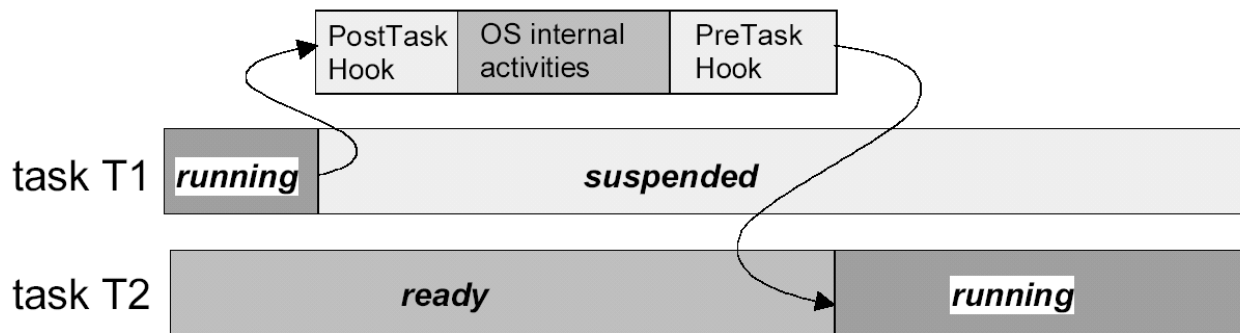 PostTask
Hook
OS internal
activities
PreTask
Hook
task T1
running
suspended
task T2
ready
running